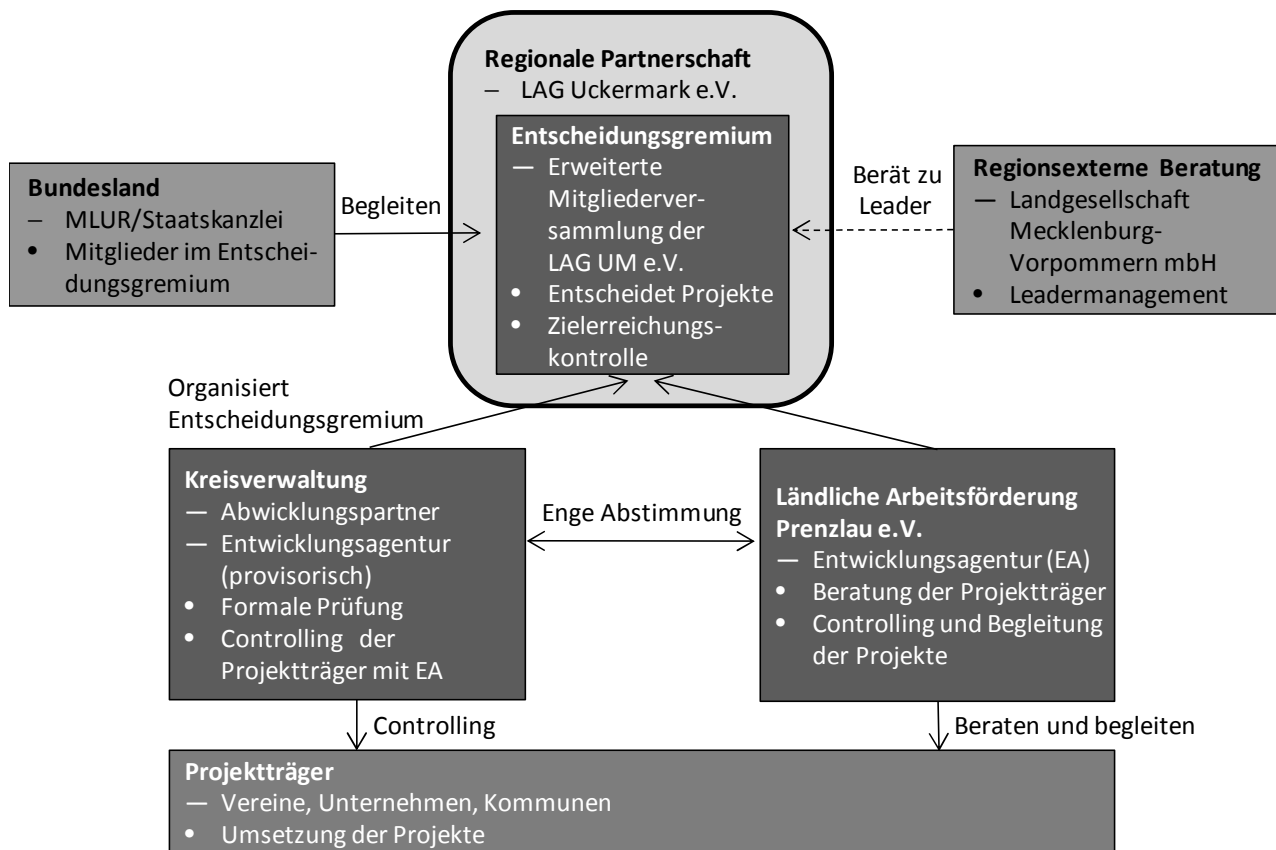 Regionale Partnerschaft
– LAG Uckermark e.V.
Entscheidungsgremium
— Erweiterte
Mitgliederver-
sammlung der
LAG UM e.V.
• Entscheidet Projekte
• Zielerreichungs-
kontrolle
Bundesland
– MLUR/Staatskanzlei
• Mitglieder im Entschei-
dungsgremium
Begleiten
Berät zu
Leader
Regionsexterne Beratung
— Landgesellschaft
Mecklenburg-
Vorpommern mbH
• Leadermanagement
Organisiert
Entscheidungsgremium
Kreisverwaltung
— Abwicklungspartner
— Entwicklungsagentur
(provisorisch)
• Formale Prüfung
• Controlling der
Projektträger mit EA
Enge Abstimmung
Ländliche Arbeitsförderung
Prenzlau e.V.
— Entwicklungsagentur (EA)
• Beratung der Projektträger
• Controlling und Begleitung
der Projekte
Controlling
Beraten und begleiten
Projektträger
— Vereine, Unternehmen, Kommunen
• Umsetzung der Projekte